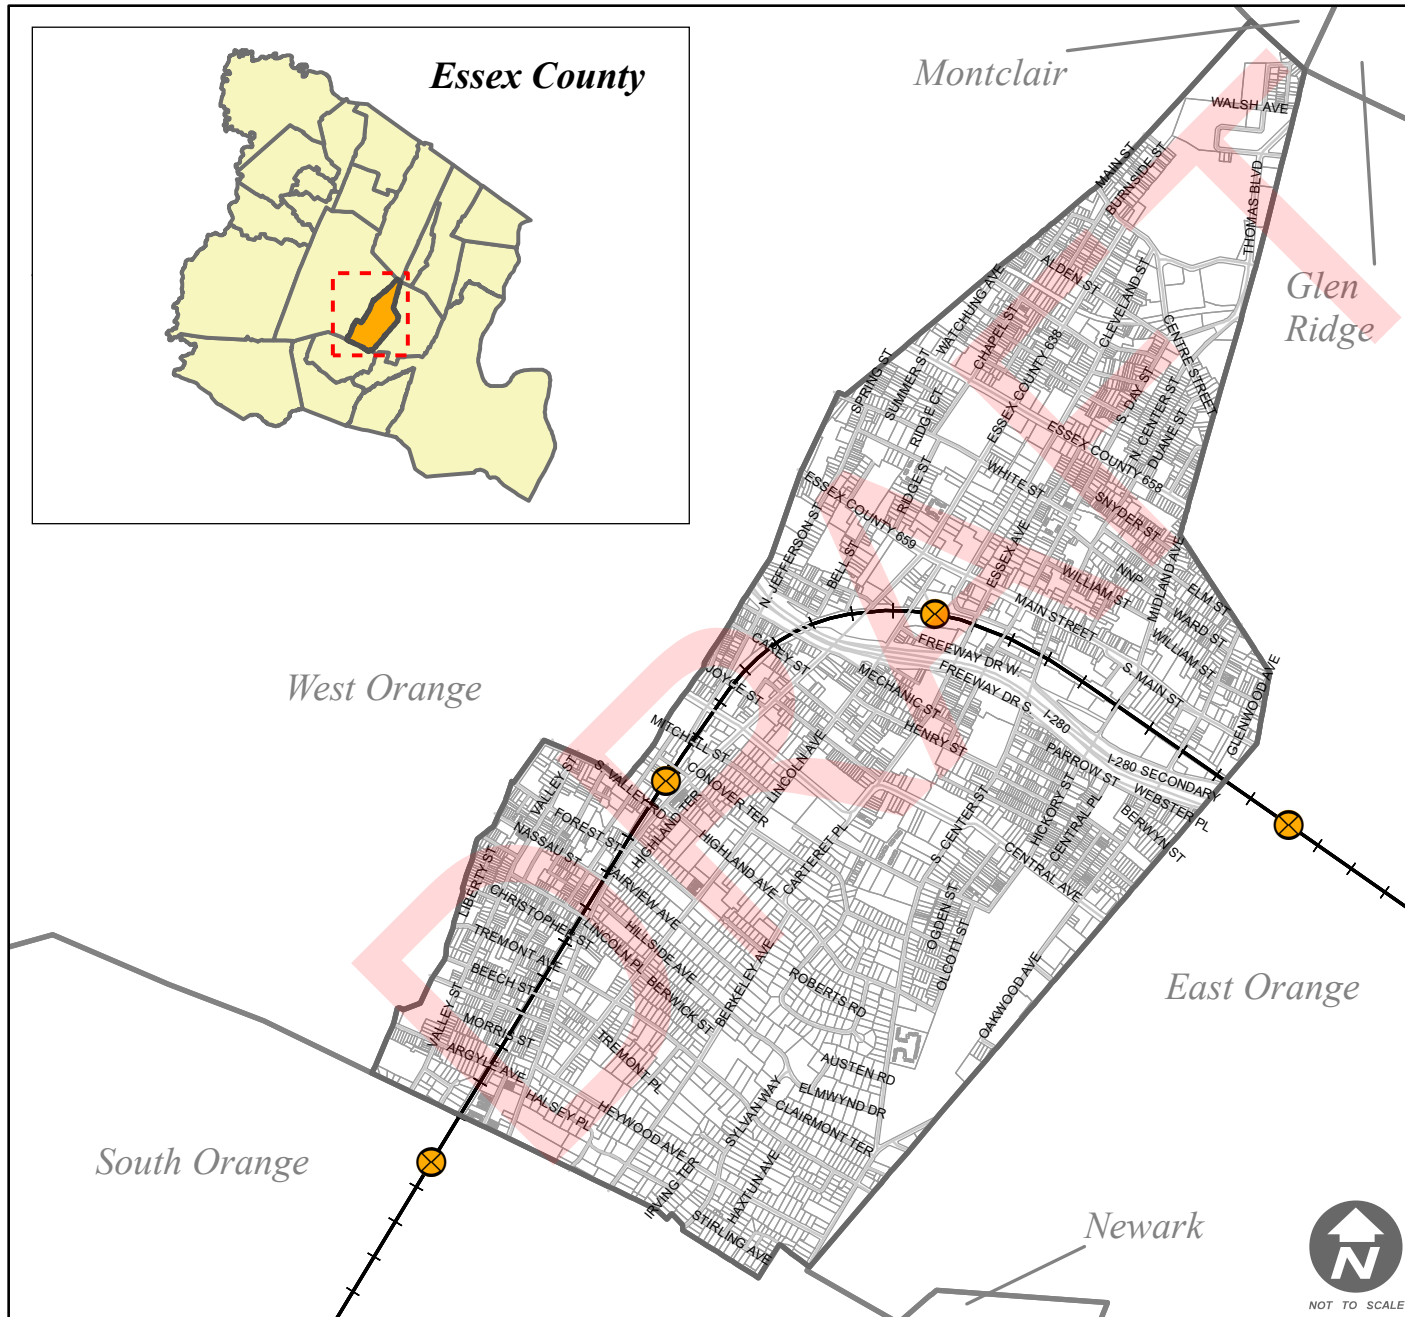 Essex County
Montclair
WALSH AVE
MAIN ST
BURNSIDE ST
THOMAS BLVD
ALDEN ST
WATCHUNG AVE
CLEVELAND ST
Glen
Ridge
CHAPEL ST
ESSEX COUNTY 638
CENTRE STREET
SPRING ST
SUMMER ST
RIDGE CT
S. DAY ST
N. CENTER ST
DUANE ST
ESSEX COUNTY 658
WHITE ST
RIDGE ST
ESSEX COUNTY 659
SNYDER ST
N. JEFFERSON ST
BELL ST
ESSEX AVE
NNP
MIDLAND AVE
ELM ST
WILLIAM ST
WARD ST
MAIN STREET
WILLIAM ST
FREEWAY DR W.
FREEWAY DR S.
CAREY ST
JOYCE ST
MECHANIC ST
S. MAIN ST
GLENWOOD AVE
West Orange
I-280
HENRY ST
MITCHELL ST
LINCOLN AVE
PARROW ST
I-280 SECONDARY
WEBSTER PL
CONOVER TER
VALLEY ST
S. VALLEY RD
HIGHLAND TER
FOREST ST
NASSAU ST
HIGHLAND AVE
CARTERET PL
S. CENTER ST
HICKORY ST
CENTRAL PL
BERWYN ST
CENTRAL AVE
LIBERTY ST
FAIRVIEW AVE
CHRISTOPHER ST
LINCOLN PL
HILLSIDE AVE
OGDEN ST
OLCOTT ST
TREMONT AVE
BEECH ST
BERWICK ST
BERKELEY AVE
ROBERTS RD
OAKWOOD AVE
East Orange
VALLEY ST
MORRIS ST
ARGYLE AVE
TREMONT PL
AUSTEN RD
ELMWYND DR
SYLVAN WAY
CLAIRMONT TER
HALSEY PL
HEYWOOD AVE
South Orange
IRVING TER
HAXTUN AVE
STIRLING AVE
Newark
N
NOT TO SCALE
DRAFT